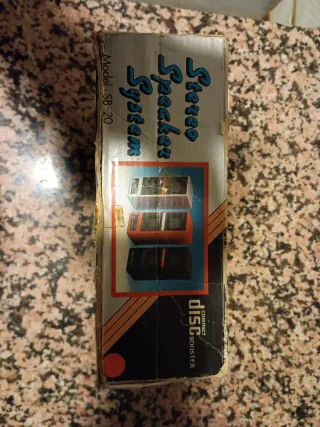 Stereo
Speaker
System
Model: SB-20
COMPACT
disc
BOOSTER